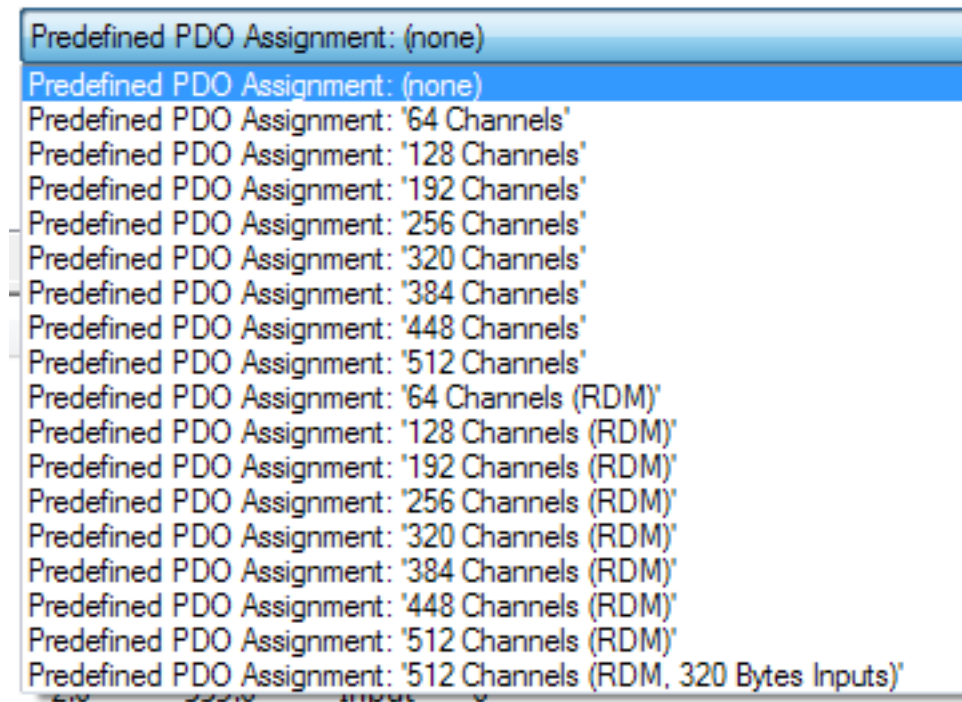 Predefined PDO Assignment: (none)
Predefined PDO Assignment: (none)
Predefined PDO Assignment: '64 Channels'
Predefined PDO Assignment: '128 Channels'
Predefined PDO Assignment: '192 Channels'
Predefined PDO Assignment: '256 Channels'
Predefined PDO Assignment: '320 Channels'
Predefined PDO Assignment: '384 Channels'
Predefined PDO Assignment: '448 Channels'
Predefined PDO Assignment: '512 Channels'
Predefined PDO Assignment: '64 Channels (RDM)'
Predefined PDO Assignment: '128 Channels (RDM)'
Predefined PDO Assignment: '192 Channels (RDM)'
Predefined PDO Assignment: '256 Channels (RDM)'
Predefined PDO Assignment: '320 Channels (RDM)'
Predefined PDO Assignment: '384 Channels (RDM)'
Predefined PDO Assignment: '448 Channels (RDM)'
Predefined PDO Assignment: '512 Channels (RDM)'
Predefined PDO Assignment: '512 Channels (RDM, 320 Bytes Inputs)'